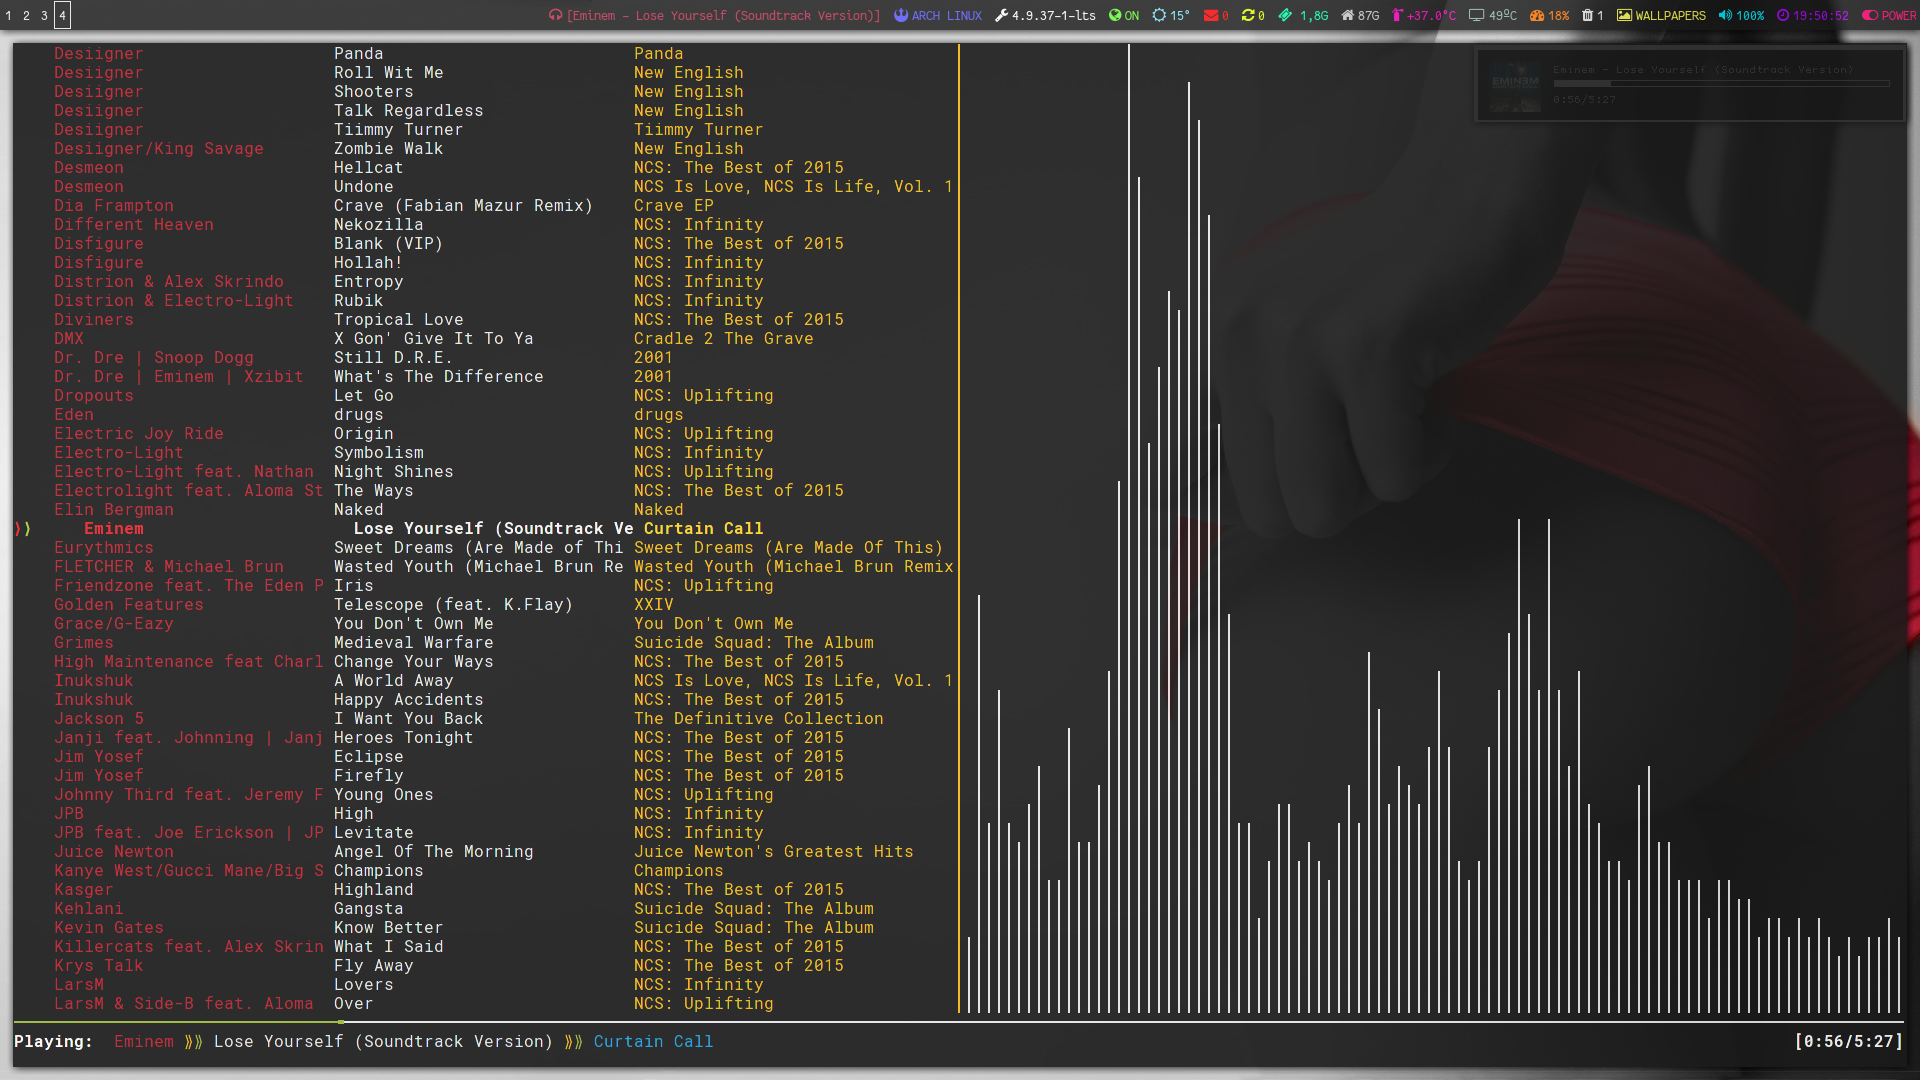 1 2 3 4 [Eminem - Lose Yourself (Soundtrack Version)] ARCH LINUX 4.9.37-1-lts ON 15° 0 0 1,8G 87G +37.0°C 49ºC 18% 1 WALLPAPERS 100% 19:50:52 POWER
Eminem - Lose Yourself (Soundtrack Version)
EMINEM
0:56/5:27
Desiigner Panda Panda
Desiigner Roll Wit Me New English
Desiigner Shooters New English
Desiigner Talk Regardless New English
Desiigner Tiimmy Turner Tiimmy Turner
Desiigner/King Savage Zombie Walk New English
Desmeon Hellcat NCS: The Best of 2015
Desmeon Undone NCS Is Love, NCS Is Life, Vol. 1
Dia Frampton Crave (Fabian Mazur Remix) Crave EP
Different Heaven Nekozilla NCS: Infinity
Disfigure Blank (VIP) NCS: The Best of 2015
Disfigure Hollah! NCS: Infinity
Distrion & Alex Skrindo Entropy NCS: Infinity
Distrion & Electro-Light Rubik NCS: Infinity
Diviners Tropical Love NCS: The Best of 2015
DMX X Gon' Give It To Ya Cradle 2 The Grave
Dr. Dre | Snoop Dogg Still D.R.E. 2001
Dr. Dre | Eminem | Xzibit What's The Difference 2001
Dropouts Let Go NCS: Uplifting
Eden drugs drugs
Electric Joy Ride Origin NCS: Uplifting
Electro-Light Symbolism NCS: Infinity
Electro-Light feat. Nathan Night Shines NCS: Uplifting
Electrolight feat. Aloma St The Ways NCS: The Best of 2015
Elin Bergman Naked Naked
⟫⟫ Eminem Lose Yourself (Soundtrack Ve Curtain Call
Eurythmics Sweet Dreams (Are Made of Thi Sweet Dreams (Are Made Of This)
FLETCHER & Michael Brun Wasted Youth (Michael Brun Re Wasted Youth (Michael Brun Remix
Friendzone feat. The Eden P Iris NCS: Uplifting
Golden Features Telescope (feat. K.Flay) XXIV
Grace/G-Eazy You Don't Own Me You Don't Own Me
Grimes Medieval Warfare Suicide Squad: The Album
High Maintenance feat Charl Change Your Ways NCS: The Best of 2015
Inukshuk A World Away NCS Is Love, NCS Is Life, Vol. 1
Inukshuk Happy Accidents NCS: The Best of 2015
Jackson 5 I Want You Back The Definitive Collection
Janji feat. Johnning | Janj Heroes Tonight NCS: The Best of 2015
Jim Yosef Eclipse NCS: The Best of 2015
Jim Yosef Firefly NCS: The Best of 2015
Johnny Third feat. Jeremy F Young Ones NCS: Uplifting
JPB High NCS: Infinity
JPB feat. Joe Erickson | JP Levitate NCS: Infinity
Juice Newton Angel Of The Morning Juice Newton's Greatest Hits
Kanye West/Gucci Mane/Big S Champions Champions
Kasger Highland NCS: The Best of 2015
Kehlani Gangsta Suicide Squad: The Album
Kevin Gates Know Better Suicide Squad: The Album
Killercats feat. Alex Skrin What I Said NCS: The Best of 2015
Krys Talk Fly Away NCS: The Best of 2015
LarsM Lovers NCS: Infinity
LarsM & Side-B feat. Aloma Over NCS: Uplifting
Playing: Eminem ⟫⟫ Lose Yourself (Soundtrack Version) ⟫⟫ Curtain Call [0:56/5:27]